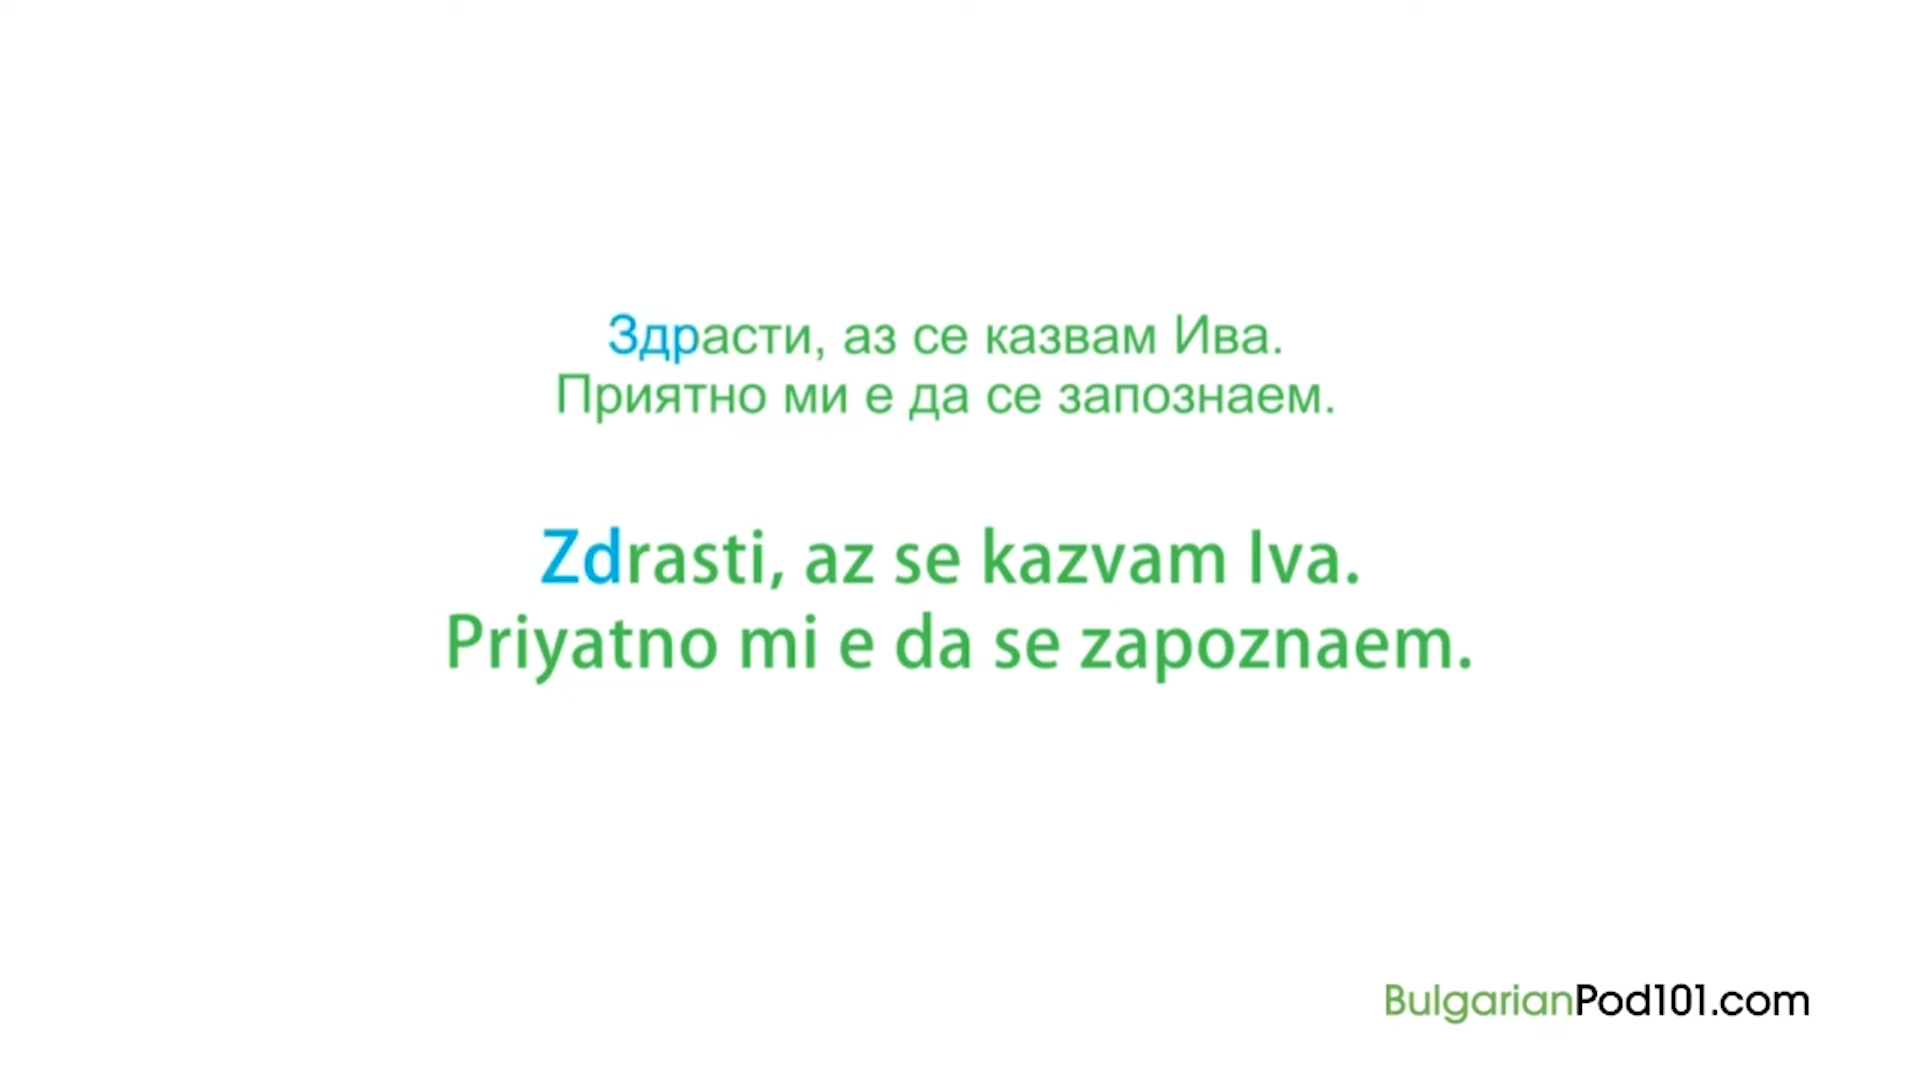 Здрасти, аз се казвам Ива.
Приятно ми е да се запознаем.
Zdrasti, az se kazvam Iva.
Priyatno mi e da se zapoznaem.
BulgarianPod101.com